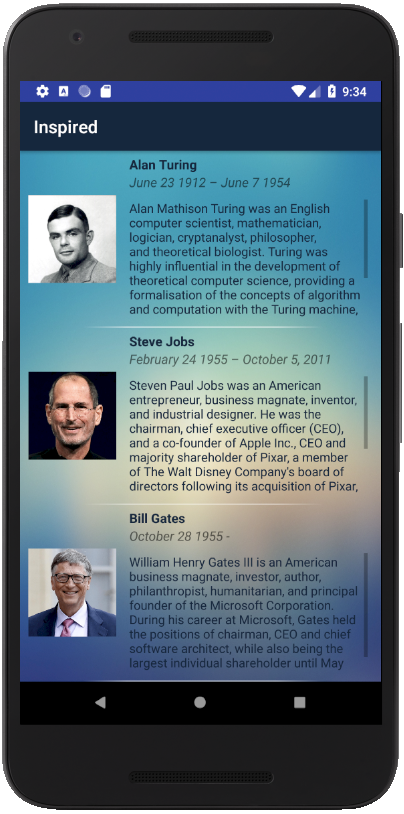 9:34
Inspired
Alan Turing
June 23 1912 – June 7 1954
Alan Mathison Turing was an English
computer scientist, mathematician,
logician, cryptanalyst, philosopher,
and theoretical biologist. Turing was
highly influential in the development of
theoretical computer science, providing a
formalisation of the concepts of algorithm
and computation with the Turing machine,
Steve Jobs
February 24 1955 – October 5, 2011
Steven Paul Jobs was an American
entrepreneur, business magnate, inventor,
and industrial designer. He was the
chairman, chief executive officer (CEO),
and a co-founder of Apple Inc., CEO and
majority shareholder of Pixar, a member
of The Walt Disney Company's board of
directors following its acquisition of Pixar,
Bill Gates
October 28 1955 -
William Henry Gates III is an American
business magnate, investor, author,
philanthropist, humanitarian, and principal
founder of the Microsoft Corporation.
During his career at Microsoft, Gates held
the positions of chairman, CEO and chief
software architect, while also being the
largest individual shareholder until May